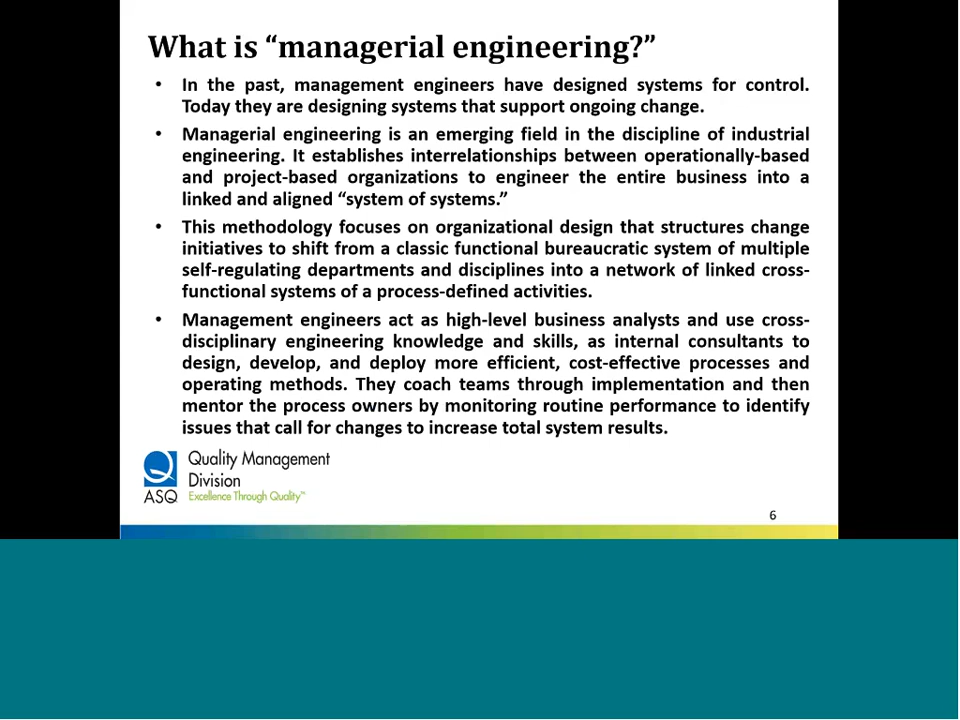 What is “managerial engineering?”
• In the past, management engineers have designed systems for control.
Today they are designing systems that support ongoing change.
• Managerial engineering is an emerging field in the discipline of industrial
engineering. It establishes interrelationships between operationally-based
and project-based organizations to engineer the entire business into a
linked and aligned “system of systems.”
• This methodology focuses on organizational design that structures change
initiatives to shift from a classic functional bureaucratic system of multiple
self-regulating departments and disciplines into a network of linked cross-
functional systems of a process-defined activities.
• Management engineers act as high-level business analysts and use cross-
disciplinary engineering knowledge and skills, as internal consultants to
design, develop, and deploy more efficient, cost-effective processes and
operating methods. They coach teams through implementation and then
mentor the process owners by monitoring routine performance to identify
issues that call for changes to increase total system results.
Quality Management
Division
ASQ Excellence Through Quality™
6